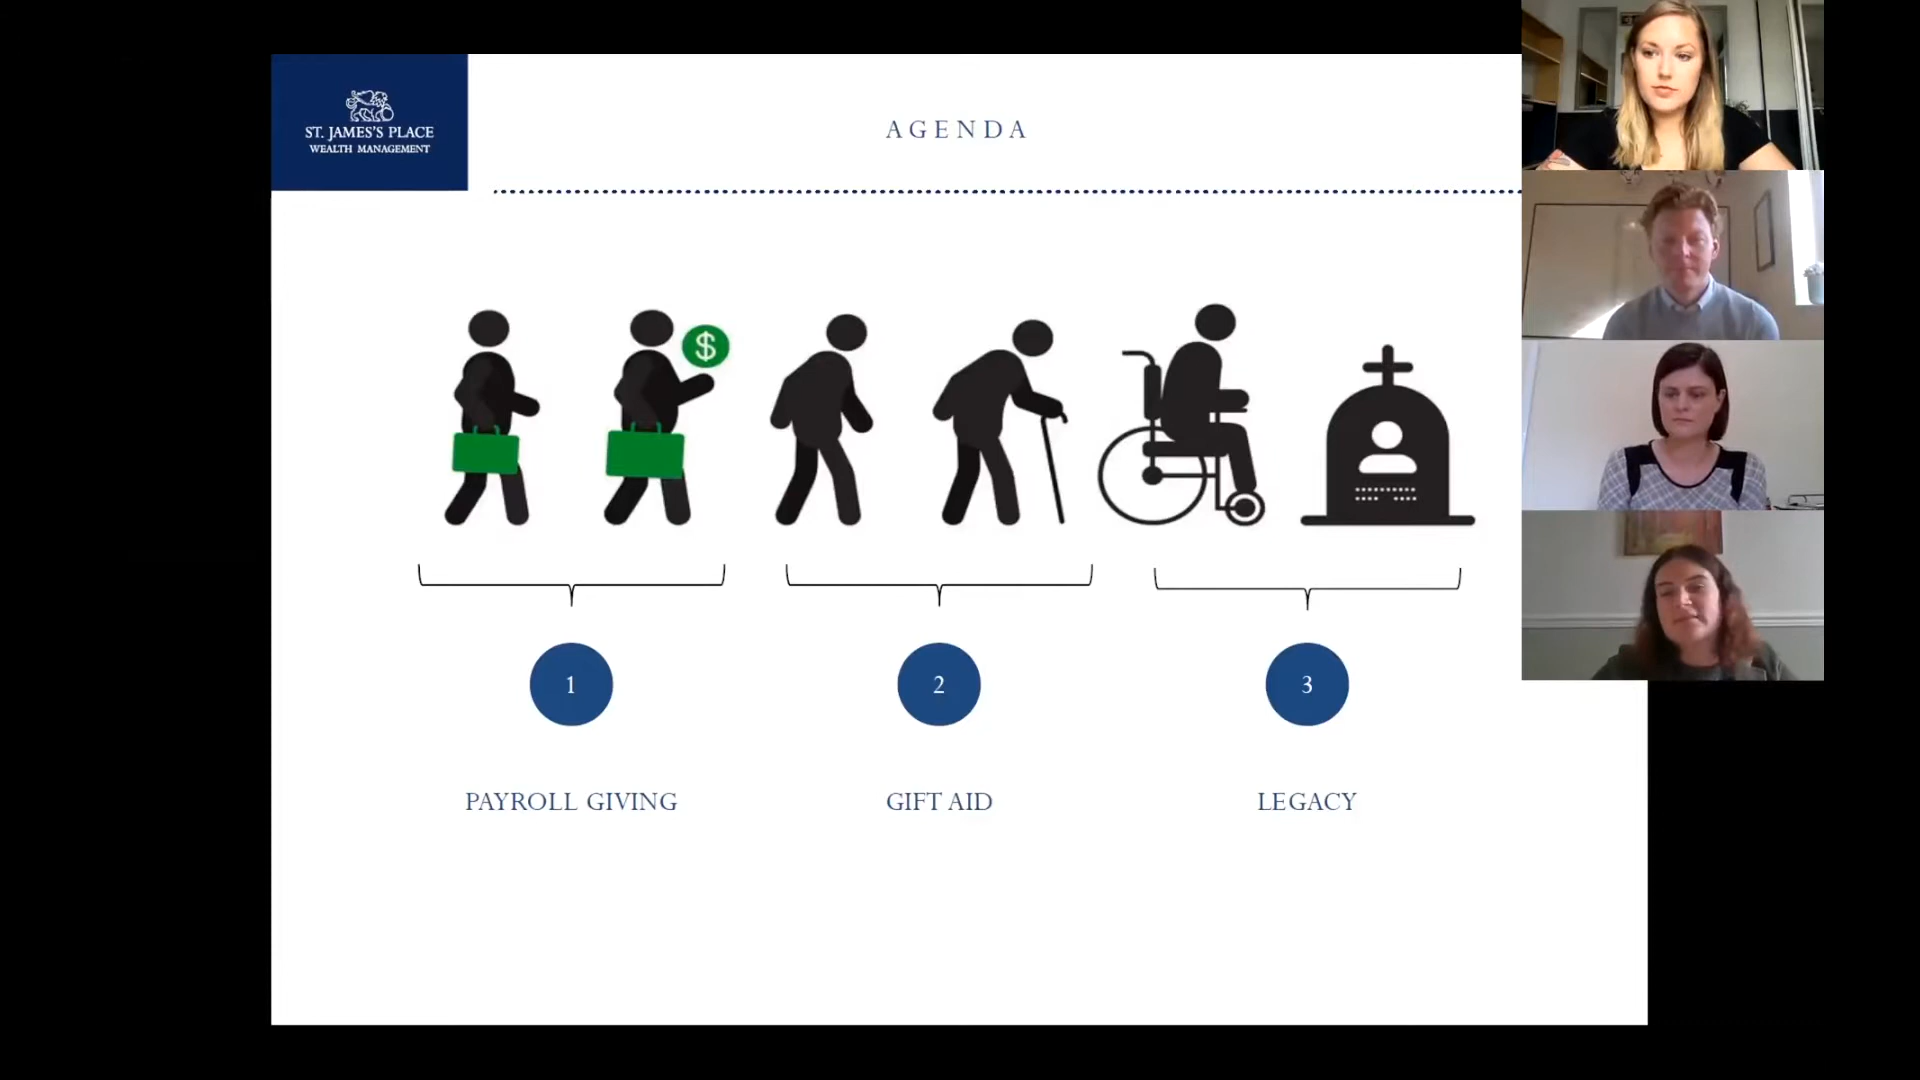 ST. JAMES'S PLACE
WEALTH MANAGEMENT
AGENDA
$
1
2
3
PAYROLL GIVING
GIFT AID
LEGACY